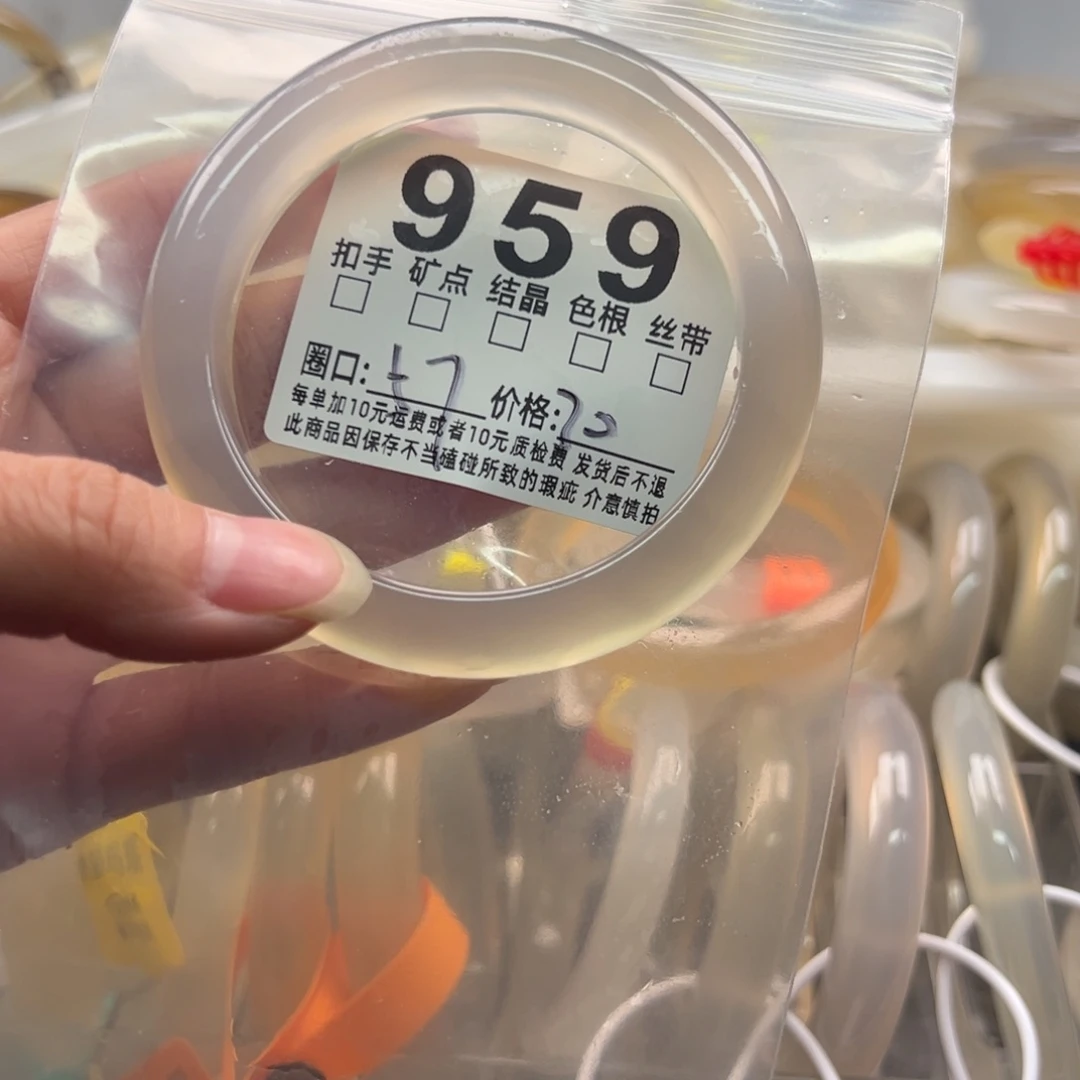 959
扣手 矿点 结晶 色根 丝带
圈口: 价格:
每单加10元运费或者10元质检费 发货后不退
此商品因保存不当磕碰所致的瑕疵 介意慎拍